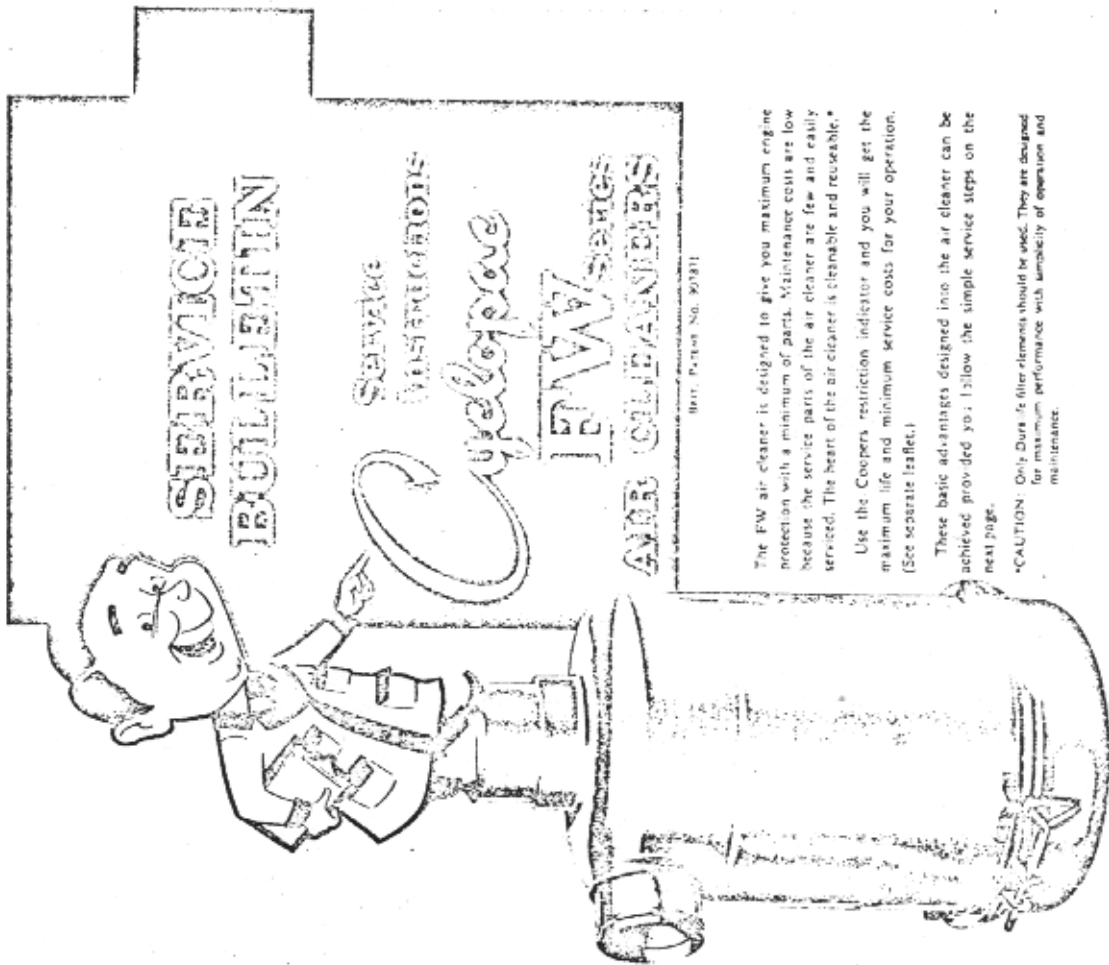 SERVICE
BULLETIN
Service
Instructions
Cyclopac
FW series
AIR CLEANERS
Brit. Patent No. 907871
The FW air cleaner is designed to give you maximum engine
protection with a minimum of parts. Maintenance costs are low
because the service parts of the air cleaner are few and easily
serviced. The heart of the air cleaner is cleanable and reuseable.*
Use the Coopers restriction indicator and you will get the
maximum life and minimum service costs for your operation.
(See separate leaflet.)
These basic advantages designed into the air cleaner can be
achieved provided you follow the simple service steps on the
next page.
*CAUTION: Only Duralife filter elements should be used. They are designed
for maximum performance with simplicity of operation and
maintenance.